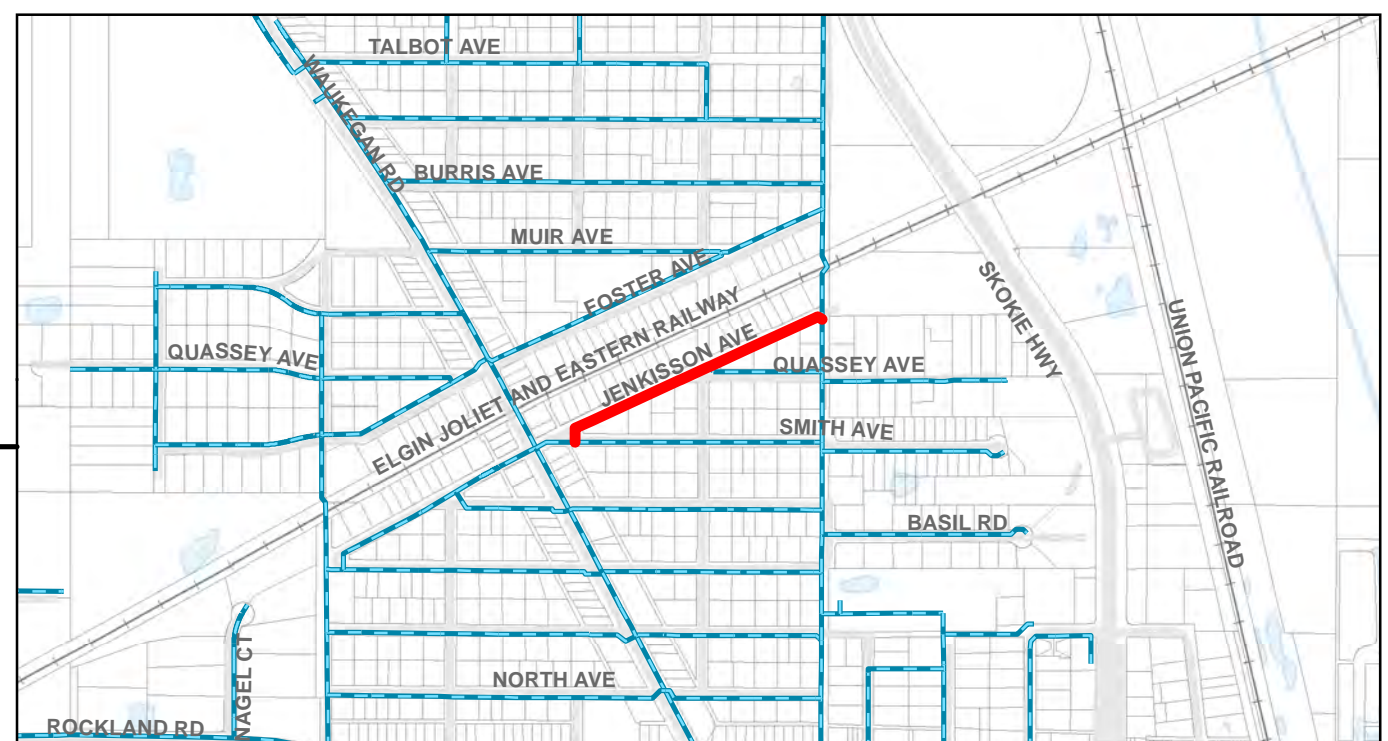 TALBOT AVE
WAUKEGAN RD
BURRIS AVE
MUIR AVE
FOSTER AVE
SKOKIE HWY
UNION PACIFIC RAILROAD
QUASSEY AVE
ELGIN JOLIET AND EASTERN RAILWAY
JENKISSON AVE
QUASSEY AVE
SMITH AVE
BASIL RD
NAGEL CT
NORTH AVE
ROCKLAND RD